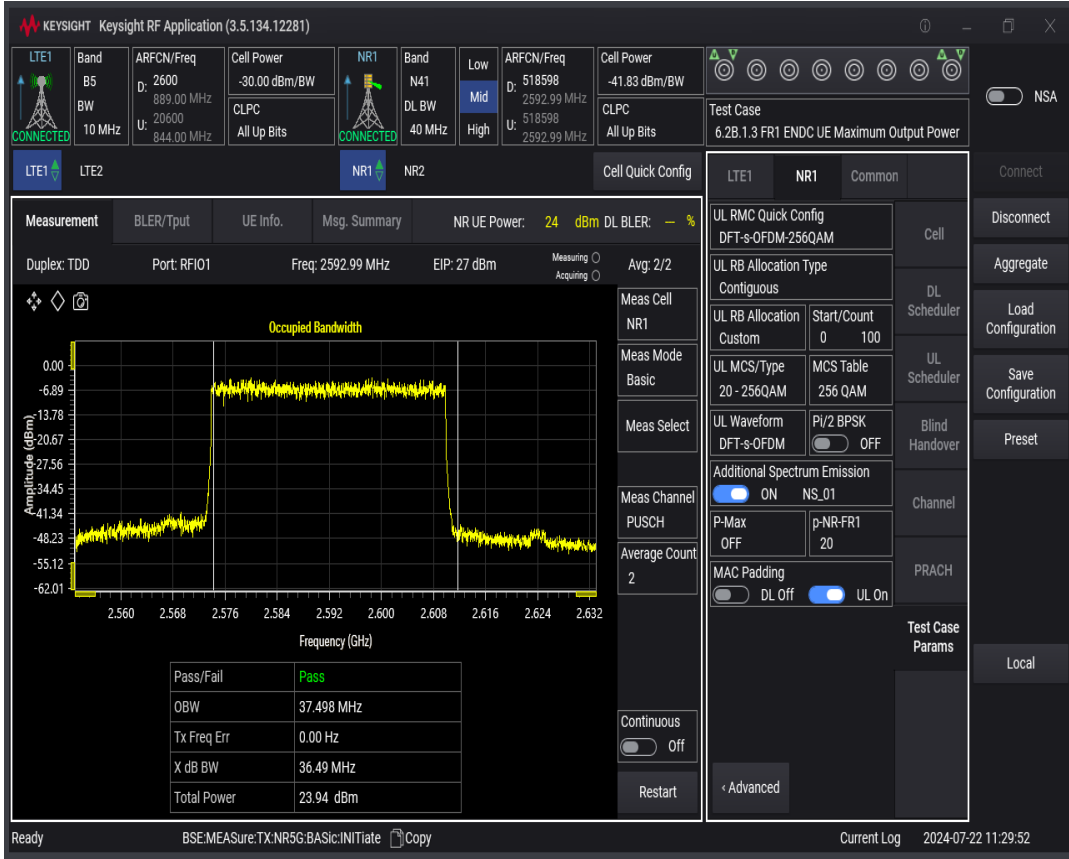 KEYSIGHT Keysight RF Application (3.5.134.12281)
LTE1 Band ARFCN/Freq Cell Power NR1 Band Low ARFCN/Freq Cell Power
B5 D: 2600 -30.00 dBm/BW N41 D: 518598 -41.83 dBm/BW
889.00 MHz Mid 2592.99 MHz
BW CLPC DL BW CLPC
CONNECTED 10 MHz U: 20600 All Up Bits CONNECTED 40 MHz High U: 518598 All Up Bits
844.00 MHz 2592.99 MHz
NSA
Test Case
6.2B.1.3 FR1 ENDC UE Maximum Output Power
LTE1 LTE2 NR1 NR2 Cell Quick Config
LTE1 NR1 Common
Connect
Disconnect
Aggregate
Load
Configuration
Save
Configuration
Preset
Local
Measurement BLER/Tput UE Info. Msg. Summary NR UE Power: 24 dBm DL BLER: --- %
Duplex: TDD Port: RFIO1 Freq: 2592.99 MHz EIP: 27 dBm Measuring Avg: 2/2
Acquiring
Occupied Bandwidth
Amplitude (dBm)
0.00
-6.89
-13.78
-20.67
-27.56
-34.45
-41.34
-48.23
-55.12
-62.01
2.560 2.568 2.576 2.584 2.592 2.600 2.608 2.616 2.624 2.632
Frequency (GHz)
Pass/Fail Pass
OBW 37.498 MHz
Tx Freq Err 0.00 Hz
X dB BW 36.49 MHz
Total Power 23.94 dBm
Meas Cell
NR1
Meas Mode
Basic
Meas Select
Meas Channel
PUSCH
Average Count
2
Continuous
Off
Restart
UL RMC Quick Config
DFT-s-OFDM-256QAM
UL RB Allocation Type
Contiguous
UL RB Allocation Start/Count
Custom 0 100
UL MCS/Type MCS Table
20 - 256QAM 256 QAM
UL Waveform Pi/2 BPSK
DFT-s-OFDM OFF
Additional Spectrum Emission
ON NS_01
P-Max p-NR-FR1
OFF 20
MAC Padding
DL Off UL On
‹ Advanced
Cell
DL
Scheduler
UL
Scheduler
Blind
Handover
Channel
PRACH
Test Case
Params
Ready BSE:MEASure:TX:NR5G:BASic:INITiate Copy Current Log 2024-07-22 11:29:52